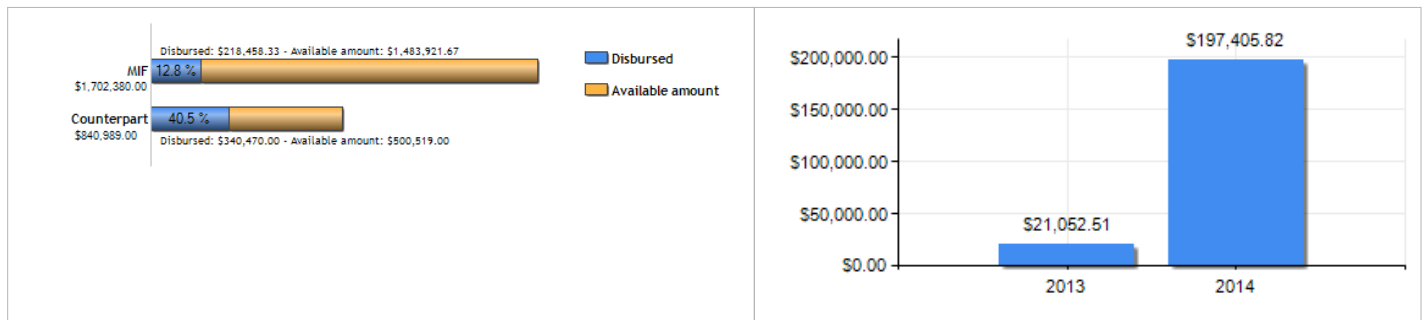 Disbursed: $218,458.33 - Available amount: $1,483,921.67
MIF
12.8 %
$1,702,380.00
Counterpart
40.5 %
$840,989.00
Disbursed: $340,470.00 - Available amount: $500,519.00
Disbursed
Available amount
$197,405.82
$200,000.00
$150,000.00
$100,000.00
$50,000.00
$21,052.51
$0.00
2013
2014